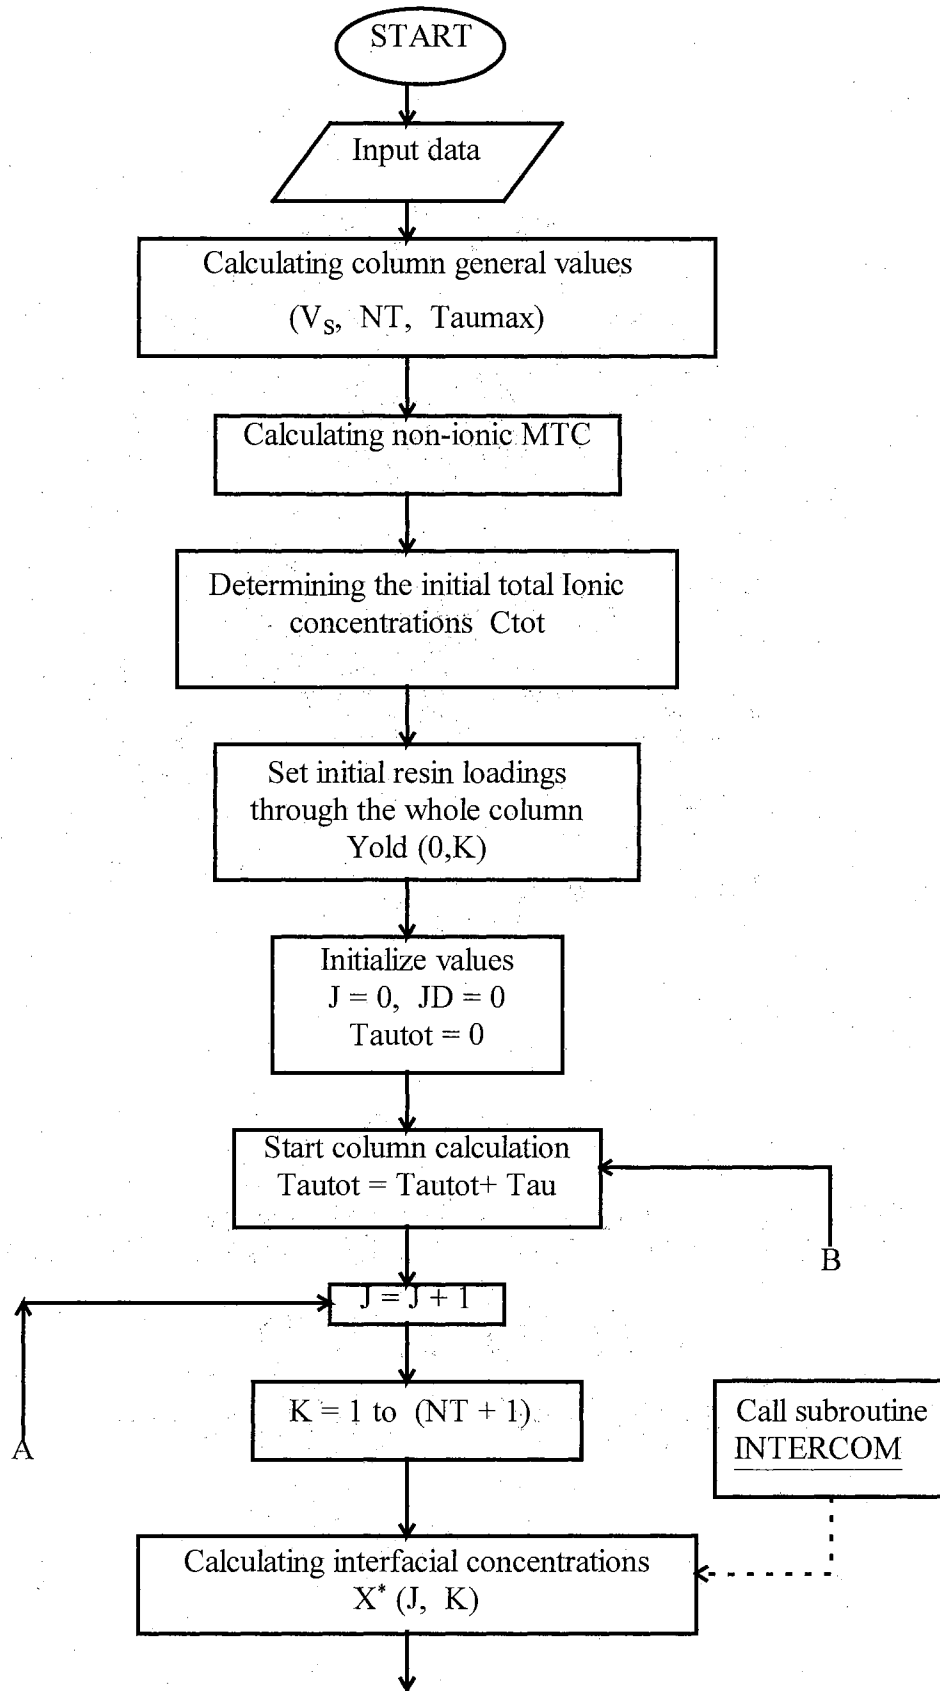 START
Input data
Calculating column general values
(Vs, NT, Taumax)
Calculating non-ionic MTC
Determining the initial total Ionic
concentrations Ctot
Set initial resin loadings
through the whole column
Yold (0,K)
Initialize values
J = 0, JD = 0
Tautot = 0
Start column calculation
Tautot = Tautot+ Tau
B
J = J + 1
K = 1 to (NT + 1)
A
Call subroutine
INTERCOM
Calculating interfacial concentrations
X* (J, K)